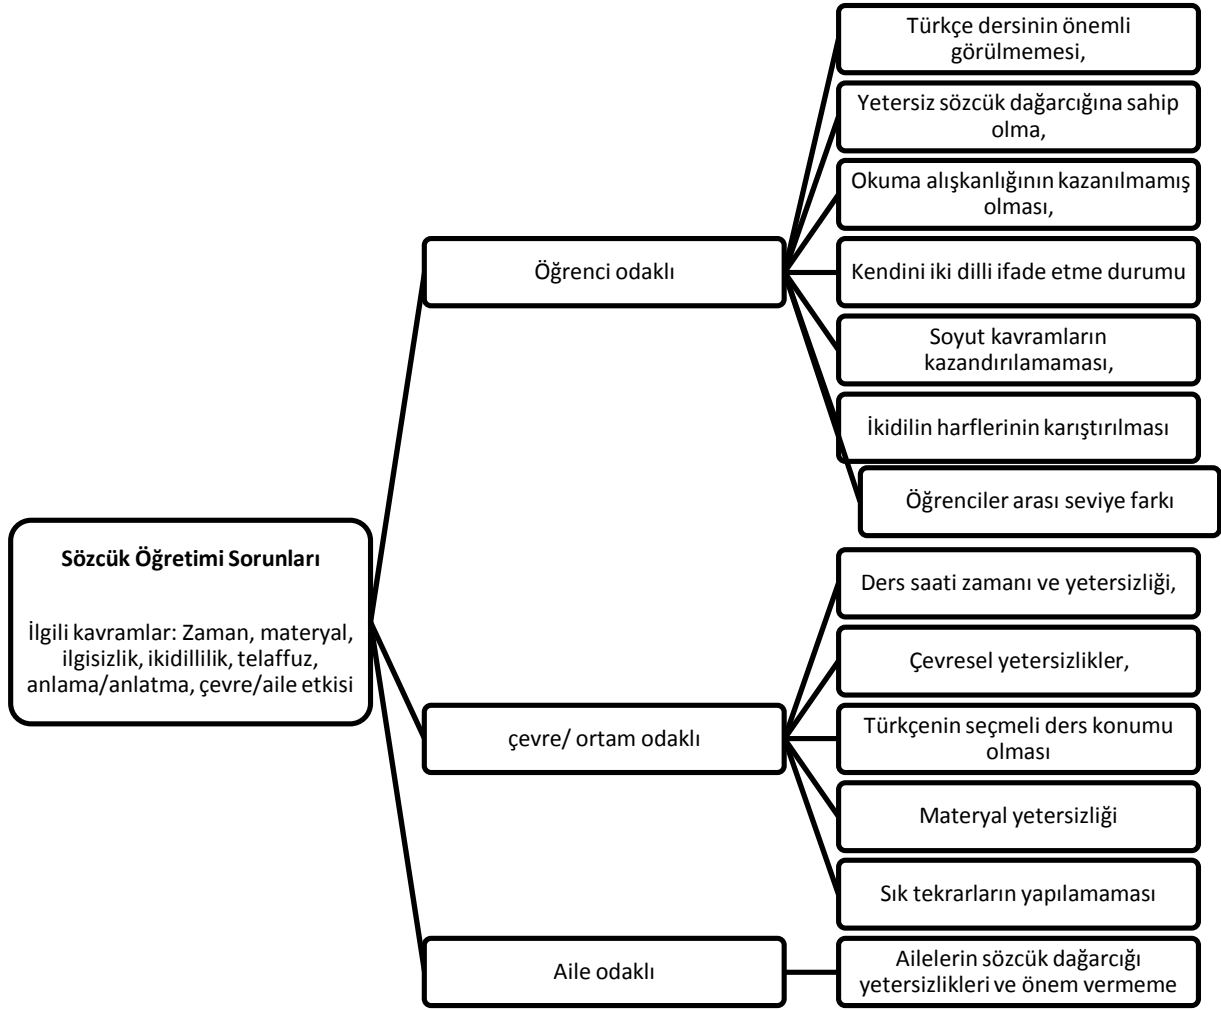 Sözcük Öğretimi Sorunları
İlgili kavramlar: Zaman, materyal,
ilgisizlik, ikidillilik, telaffuz,
anlama/anlatma, çevre/aile etkisi
Öğrenci odaklı
Türkçe dersinin önemli
görülmemesi,
Yetersiz sözcük dağarcığına sahip
olma,
Okuma alışkanlığının kazanılmamış
olması,
Kendini iki dilli ifade etme durumu
Soyut kavramların
kazandırılamaması,
İkidilin harflerinin karıştırılması
Öğrenciler arası seviye farkı
çevre/ ortam odaklı
Ders saati zamanı ve yetersizliği,
Çevresel yetersizlikler,
Türkçenin seçmeli ders konumu
olması
Materyal yetersizliği
Sık tekrarların yapılamaması
Aile odaklı
Ailelerin sözcük dağarcığı
yetersizlikleri ve önem vermeme